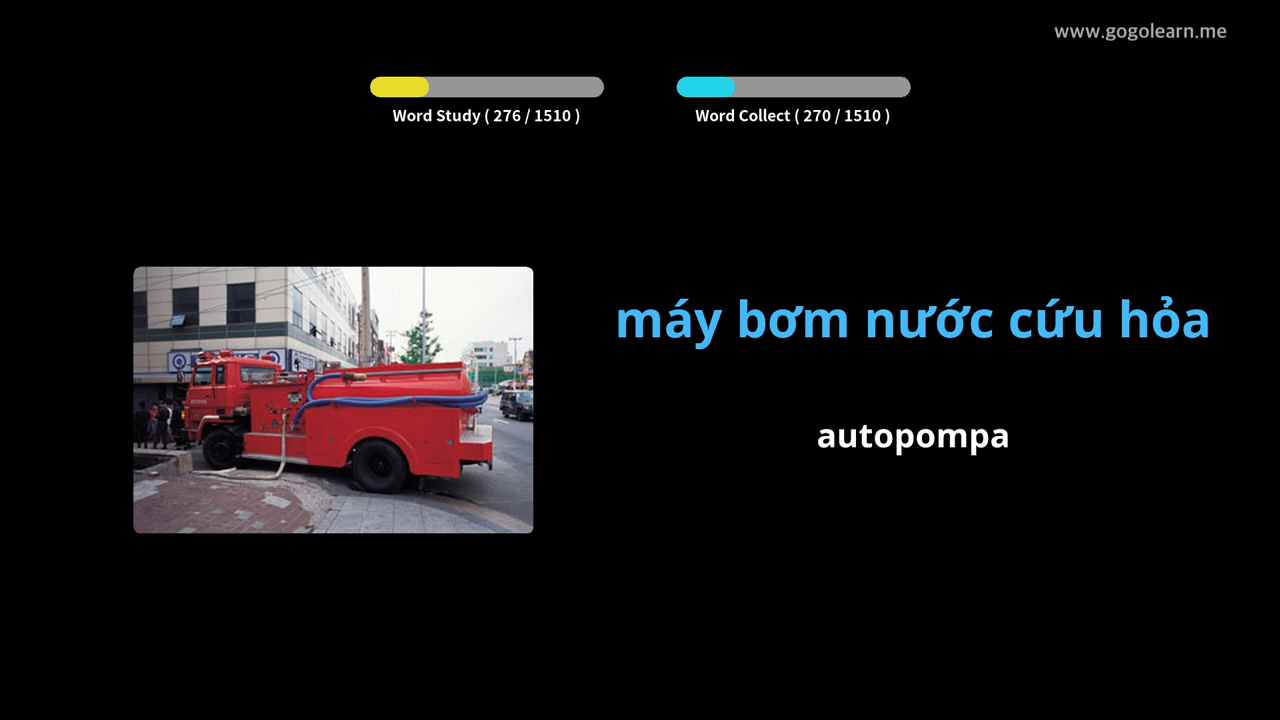 www.gogolearn.me
Word Study ( 276 / 1510 )
Word Collect ( 270 / 1510 )
máy bơm nước cứu hỏa
autopompa